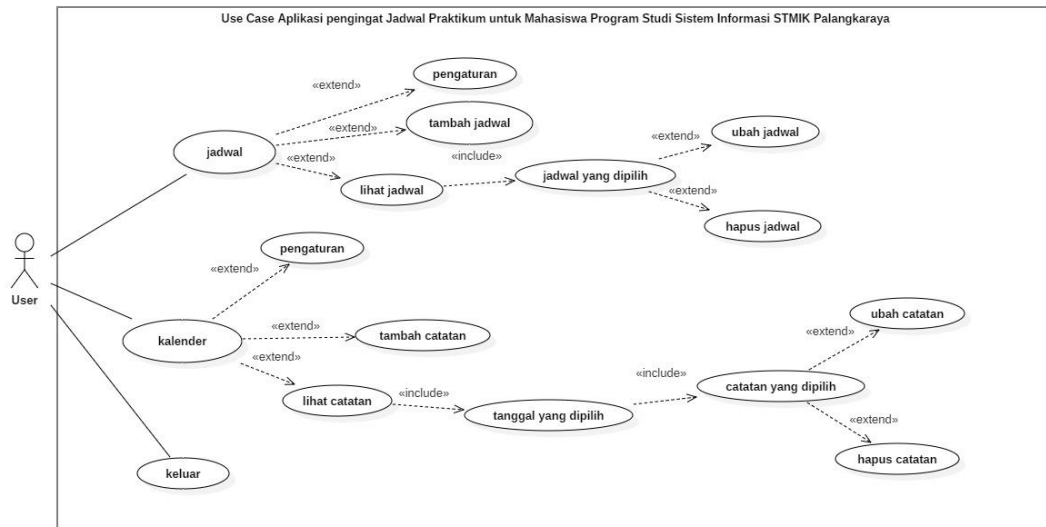 Use Case Aplikasi pengingat Jadwal Praktikum untuk Mahasiswa Program Studi Sistem Informasi STMIK Palangkaraya
«extend»
pengaturan
«extend»
tambah jadwal
jadwal
«extend»
lihat jadwal
«include»
jadwal yang dipilih
«extend»
ubah jadwal
«extend»
hapus jadwal
User
«extend»
pengaturan
kalender
«extend»
tambah catatan
«extend»
lihat catatan
«include»
tanggal yang dipilih
«include»
catatan yang dipilih
«extend»
ubah catatan
«extend»
hapus catatan
keluar